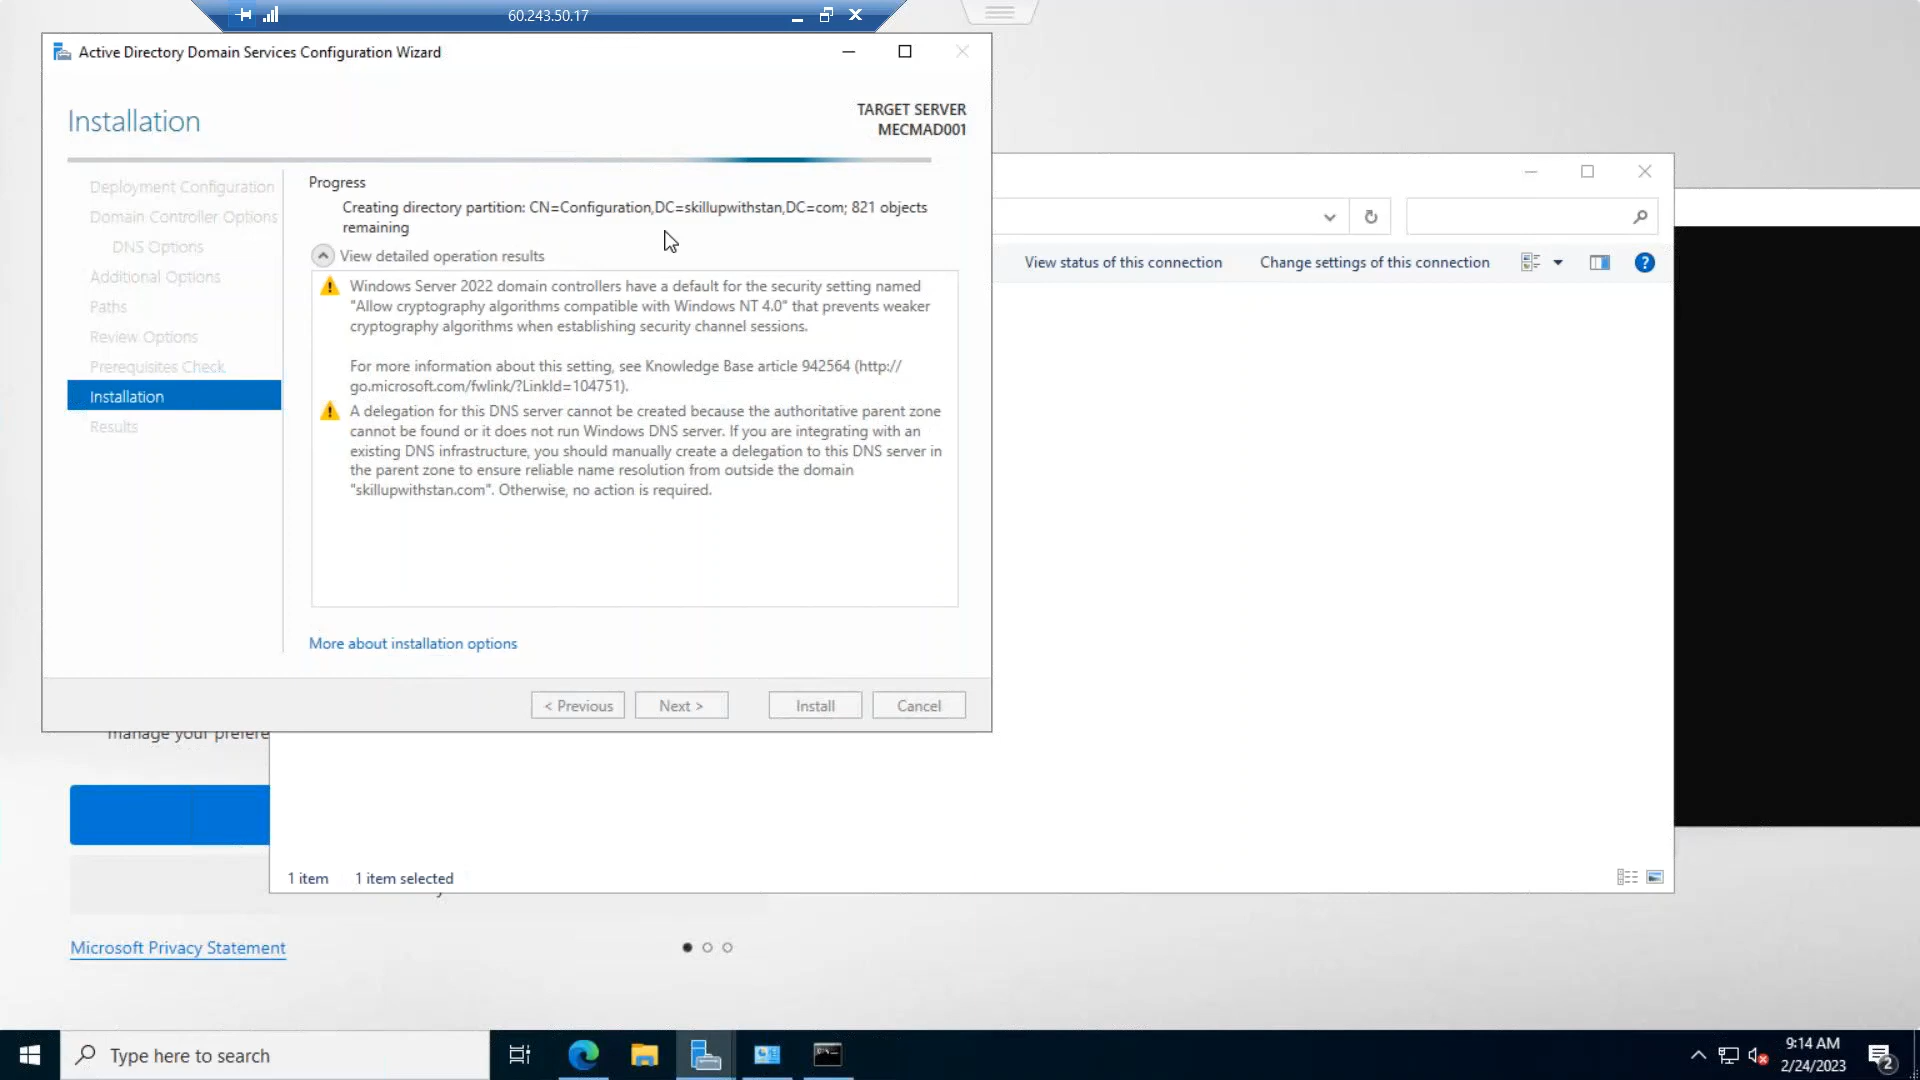 60.243.50.17
Active Directory Domain Services Configuration Wizard
Installation
TARGET SERVER
MECMAD001
Deployment Configuration
Domain Controller Options
DNS Options
Additional Options
Paths
Review Options
Prerequisites Check
Installation
Results
Progress
Creating directory partition: CN=Configuration,DC=skillupwithstan,DC=com; 821 objects
remaining
View detailed operation results
Windows Server 2022 domain controllers have a default for the security setting named
"Allow cryptography algorithms compatible with Windows NT 4.0" that prevents weaker
cryptography algorithms when establishing security channel sessions.
For more information about this setting, see Knowledge Base article 942564 (http://
go.microsoft.com/fwlink/?LinkId=104751).
A delegation for this DNS server cannot be created because the authoritative parent zone
cannot be found or it does not run Windows DNS server. If you are integrating with an
existing DNS infrastructure, you should manually create a delegation to this DNS server in
the parent zone to ensure reliable name resolution from outside the domain
"skillupwithstan.com". Otherwise, no action is required.
More about installation options
< Previous
Next >
Install
Cancel
View status of this connection
Change settings of this connection
manage your prefere
1 item
1 item selected
Microsoft Privacy Statement
Type here to search
9:14 AM
2/24/2023
2